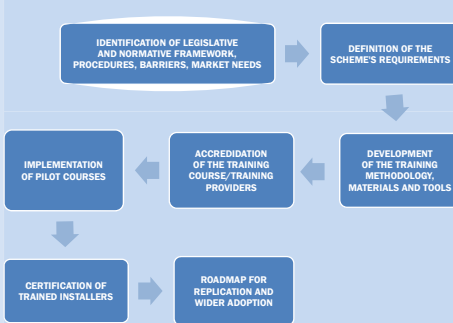 IDENTIFICATION OF LEGISLATIVE
AND NORMATIVE FRAMEWORK,
PROCEDURES, BARRIERS, MARKET NEEDS
DEFINITION OF THE
SCHEME'S REQUIREMENTS
DEVELOPMENT
OF THE TRAINING
METHODOLOGY,
MATERIALS AND TOOLS
ACCREDIDATION
OF THE TRAINING
COURSE/TRAINING
PROVIDERS
IMPLEMENTATION
OF PILOT COURSES
CERTIFICATION OF
TRAINED INSTALLERS
ROADMAP FOR
REPLICATION AND
WIDER ADOPTION